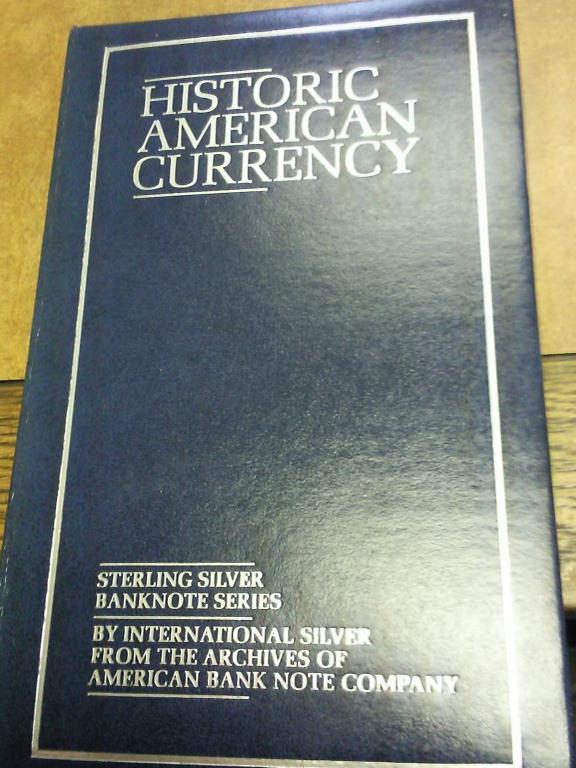 HISTORIC
AMERICAN
CURRENCY
STERLING SILVER
BANKNOTE SERIES
BY INTERNATIONAL SILVER
FROM THE ARCHIVES OF
AMERICAN BANK NOTE COMPANY